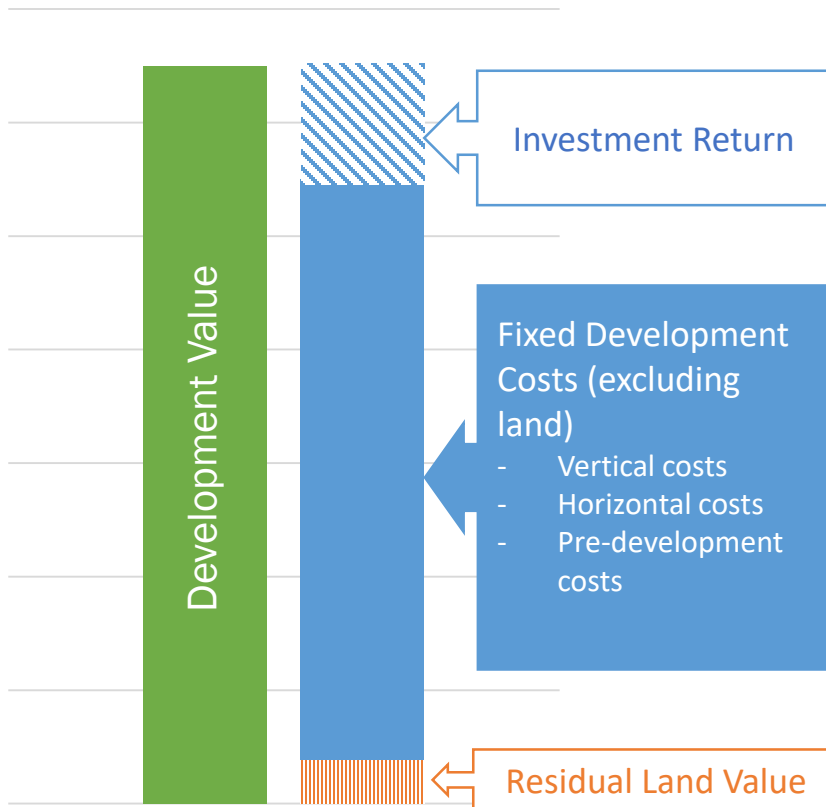 Development Value
Investment Return
Fixed Development
Costs (excluding
land)
- Vertical costs
- Horizontal costs
- Pre-development
costs
Residual Land Value